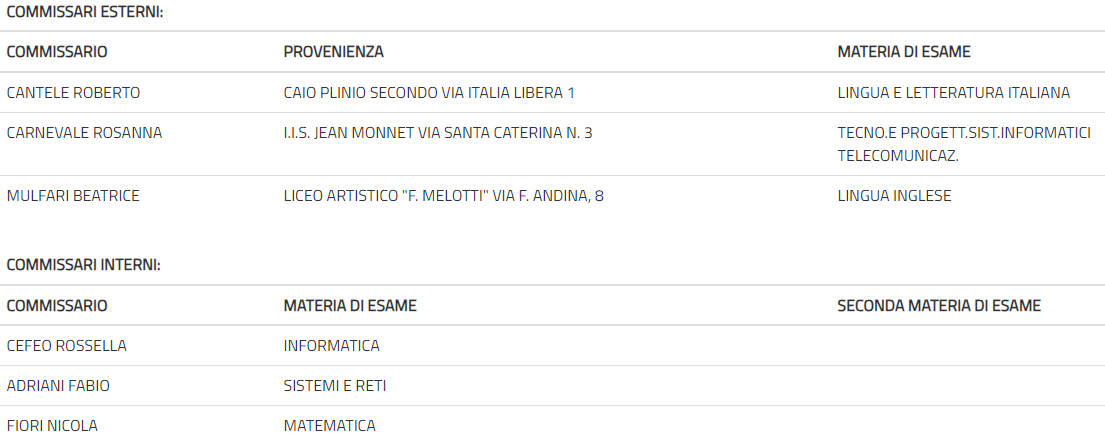 COMMISSARI ESTERNI:
COMMISSARIO PROVENIENZA MATERIA DI ESAME
CANTELE ROBERTO CAIO PLINIO SECONDO VIA ITALIA LIBERA 1 LINGUA E LETTERATURA ITALIANA
CARNEVALE ROSANNA I.I.S. JEAN MONNET VIA SANTA CATERINA N. 3 TECNO.E PROGETT.SIST.INFORMATICI
TELECOMUNICAZ.
MULFARI BEATRICE LICEO ARTISTICO "F. MELOTTI" VIA F. ANDINA, 8 LINGUA INGLESE
COMMISSARI INTERNI:
COMMISSARIO MATERIA DI ESAME SECONDA MATERIA DI ESAME
CEFEO ROSSELLA INFORMATICA
ADRIANI FABIO SISTEMI E RETI
FIORI NICOLA MATEMATICA